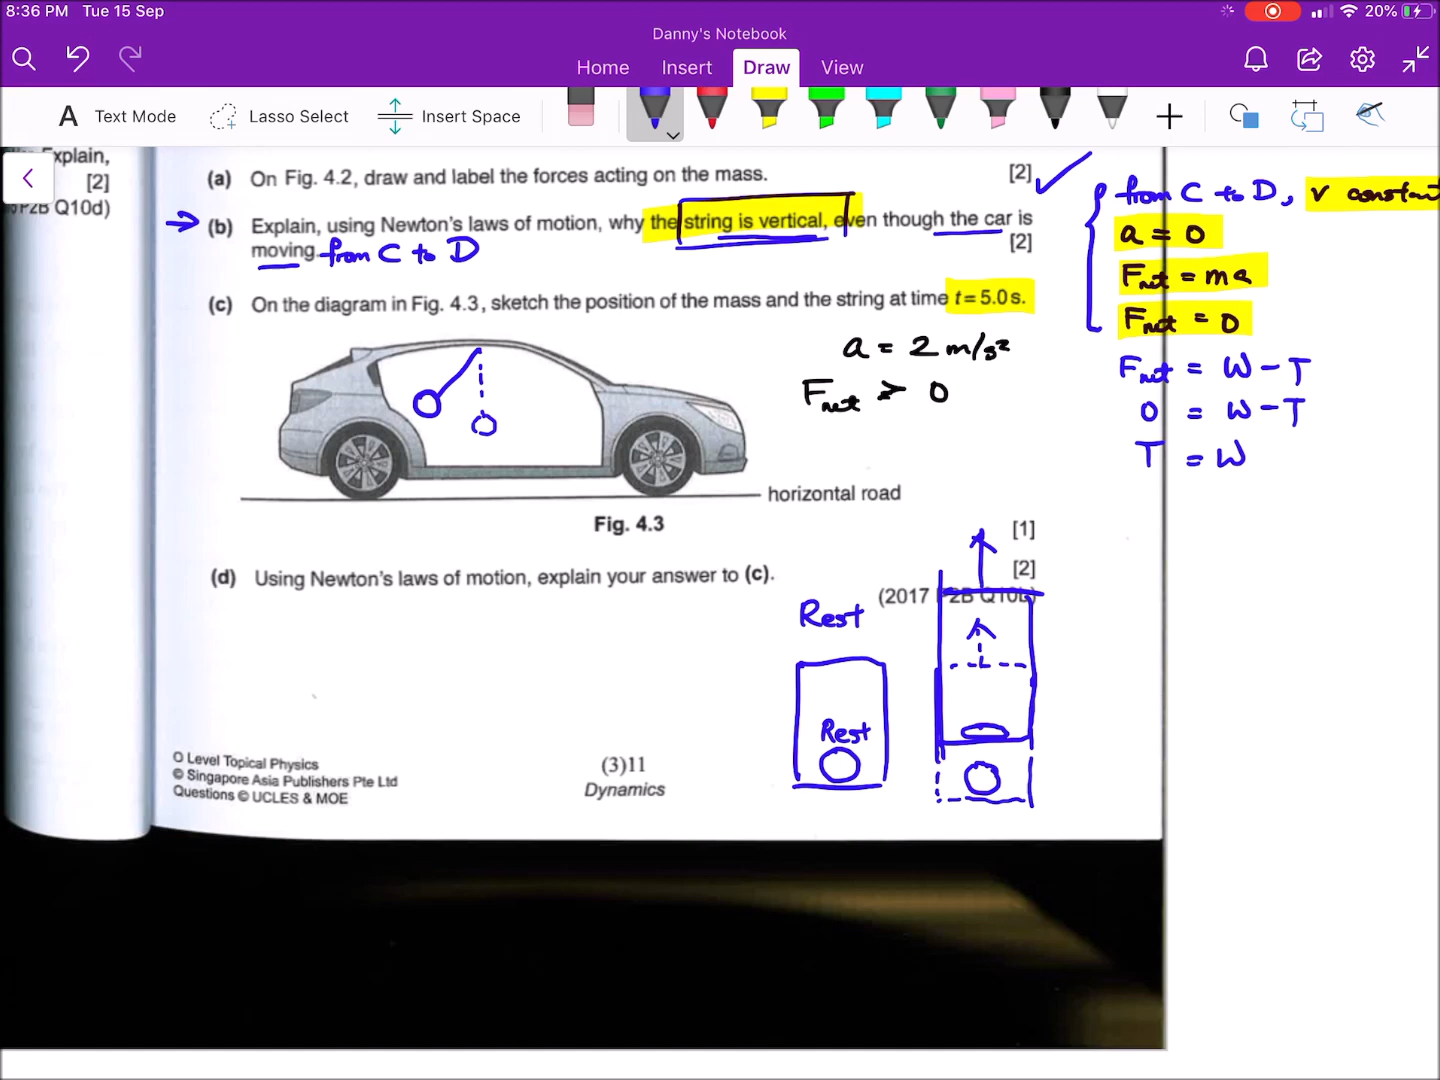 8:36 PM Tue 15 Sep
20%
Danny's Notebook
Home Insert Draw View
Text Mode Lasso Select Insert Space
Explain,
[2]
P2B Q10d)
(a) On Fig. 4.2, draw and label the forces acting on the mass. [2]
(b) Explain, using Newton's laws of motion, why the string is vertical, even though the car is
moving. from C to D [2]
(c) On the diagram in Fig. 4.3, sketch the position of the mass and the string at time t = 5.0 s.
a = 2 m/s²
Fnet > 0
horizontal road
Fig. 4.3
[1]
(d) Using Newton's laws of motion, explain your answer to (c). [2]
(2017 P2B Q10b)
from C to D, v constant
a = 0
Fnet = ma
Fnet = 0
Fnet = W - T
0 = W - T
T = W
Rest
Rest
O Level Topical Physics
© Singapore Asia Publishers Pte Ltd
Questions © UCLES & MOE
(3)11
Dynamics